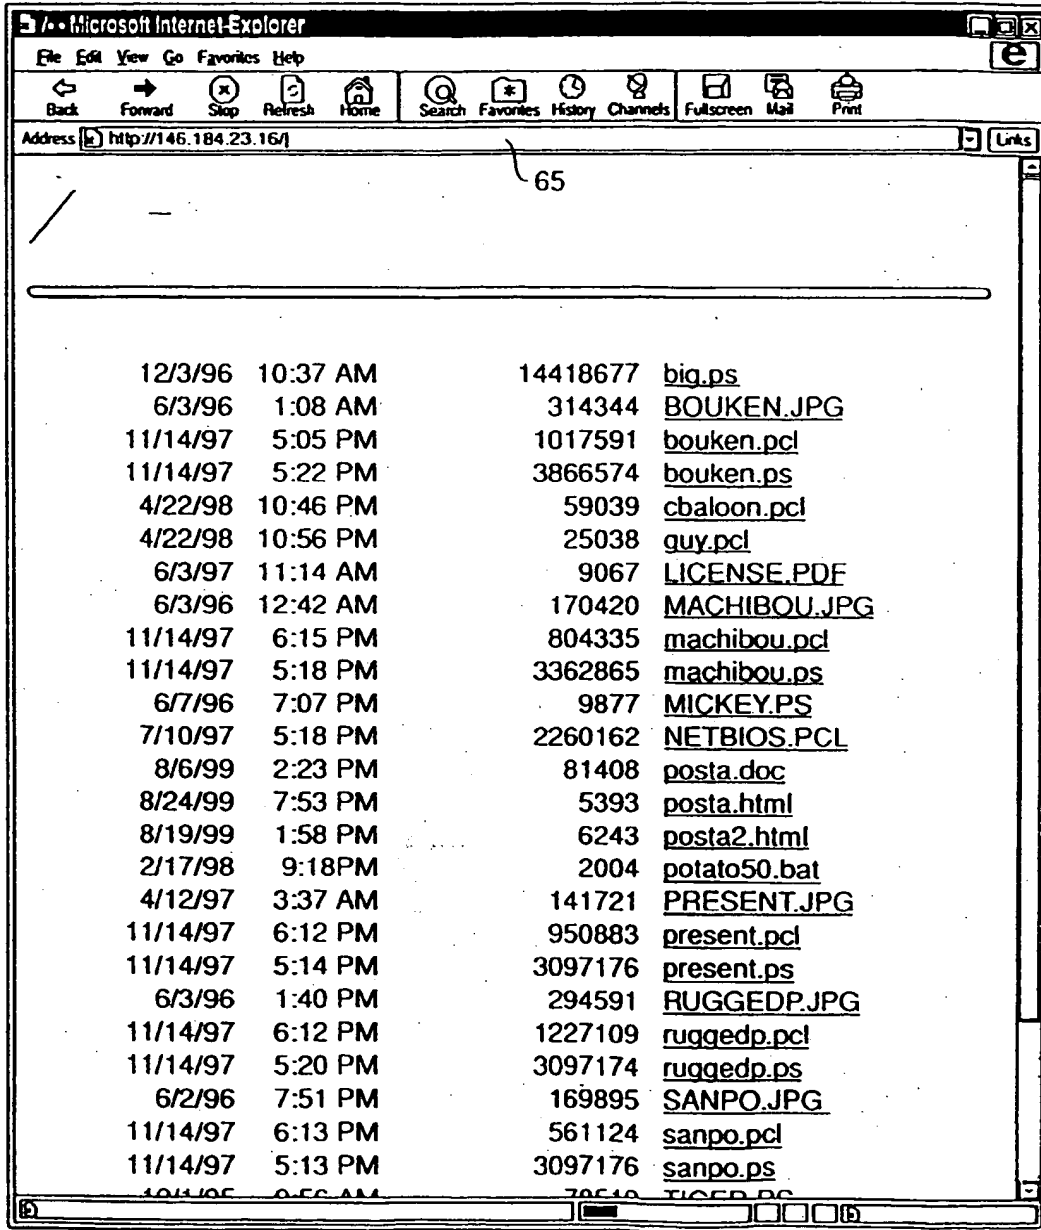 / - Microsoft Internet Explorer
File Edit View Go Favorites Help
Back Forward Stop Refresh Home Search Favorites History Channels Fullscreen Mail Print
Address http://146.184.23.16/ Links
65
/ -
12/3/96 10:37 AM 14418677 big.ps
6/3/96 1:08 AM 314344 BOUKEN.JPG
11/14/97 5:05 PM 1017591 bouken.pcl
11/14/97 5:22 PM 3866574 bouken.ps
4/22/98 10:46 PM 59039 cbaloon.pcl
4/22/98 10:56 PM 25038 guy.pcl
6/3/97 11:14 AM 9067 LICENSE.PDF
6/3/96 12:42 AM 170420 MACHIBOU.JPG
11/14/97 6:15 PM 804335 machibou.pcl
11/14/97 5:18 PM 3362865 machibou.ps
6/7/96 7:07 PM 9877 MICKEY.PS
7/10/97 5:18 PM 2260162 NETBIOS.PCL
8/6/99 2:23 PM 81408 posta.doc
8/24/99 7:53 PM 5393 posta.html
8/19/99 1:58 PM 6243 posta2.html
2/17/98 9:18PM 2004 potato50.bat
4/12/97 3:37 AM 141721 PRESENT.JPG
11/14/97 6:12 PM 950883 present.pcl
11/14/97 5:14 PM 3097176 present.ps
6/3/96 1:40 PM 294591 RUGGEDP.JPG
11/14/97 6:12 PM 1227109 ruggedp.pcl
11/14/97 5:20 PM 3097174 ruggedp.ps
6/2/96 7:51 PM 169895 SANPO.JPG
11/14/97 6:13 PM 561124 sanpo.pcl
11/14/97 5:13 PM 3097176 sanpo.ps